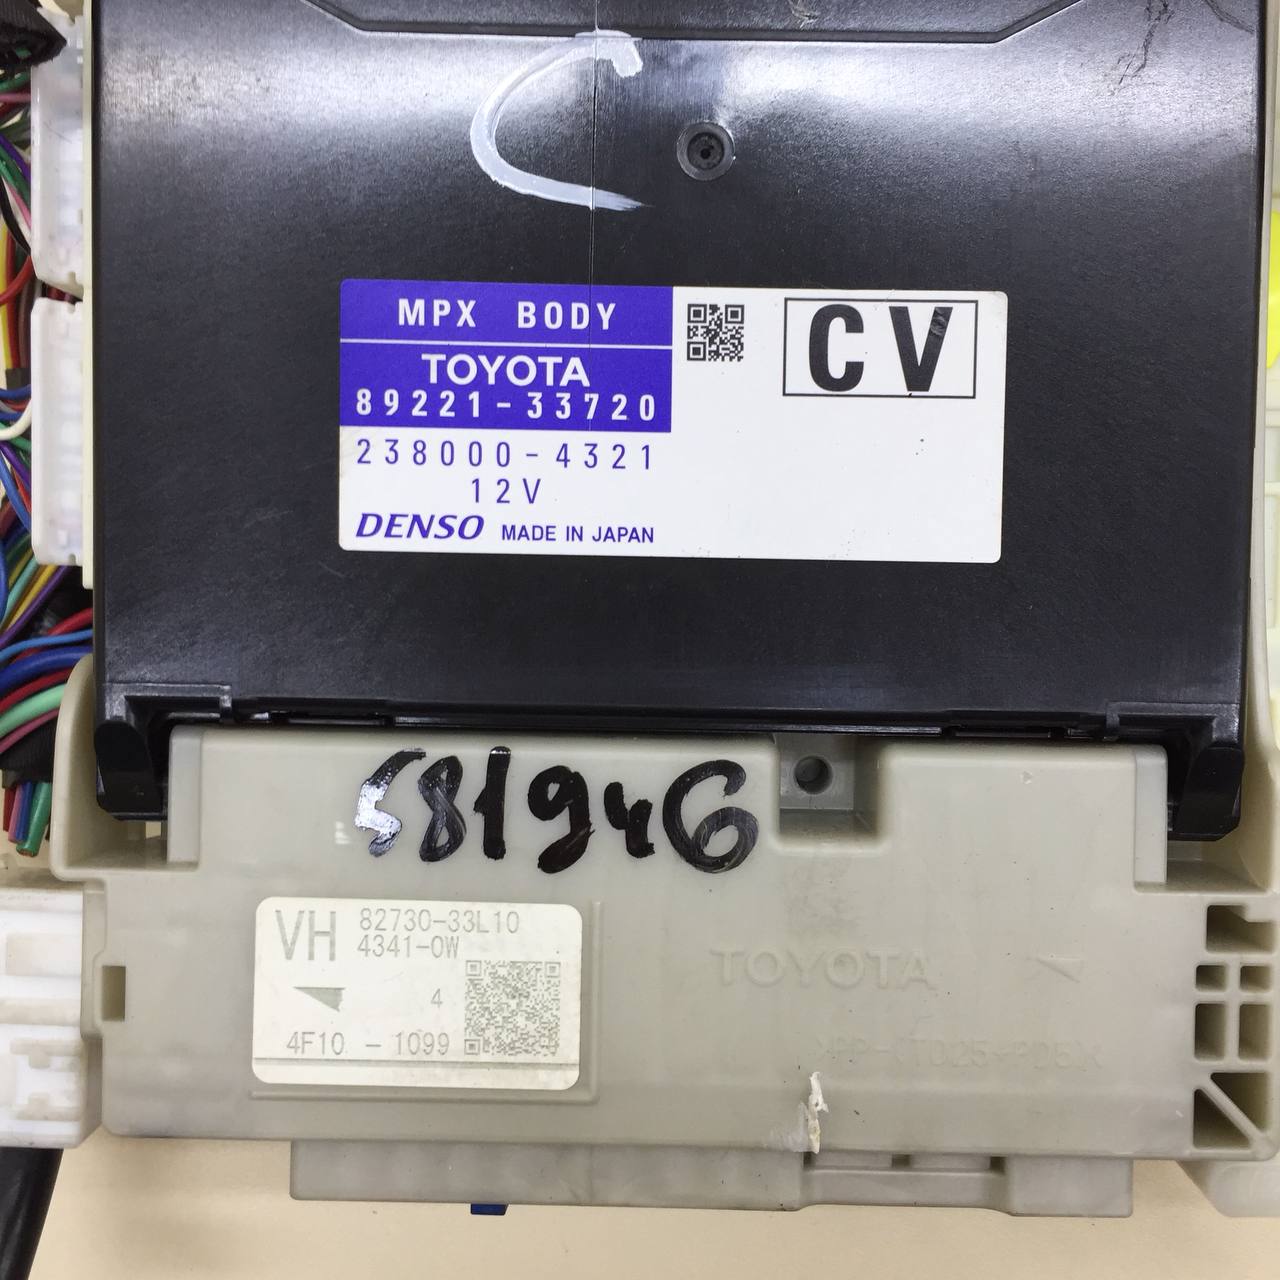 C
MPX BODY
CV
TOYOTA
89221-33720
238000-4321
12V
DENSO MADE IN JAPAN
581946
VH 82730-33L10
4341-0W
4
4F10 - 1099
TOYOTA